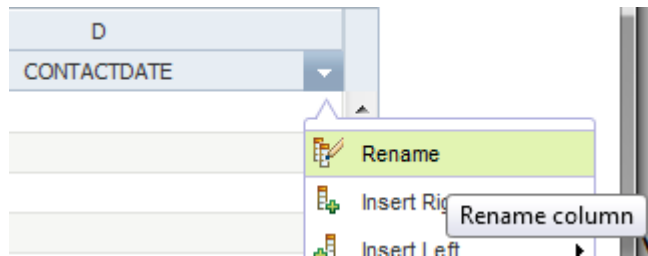 D
CONTACTDATE
Rename
Insert Rig
Rename column
Insert Left